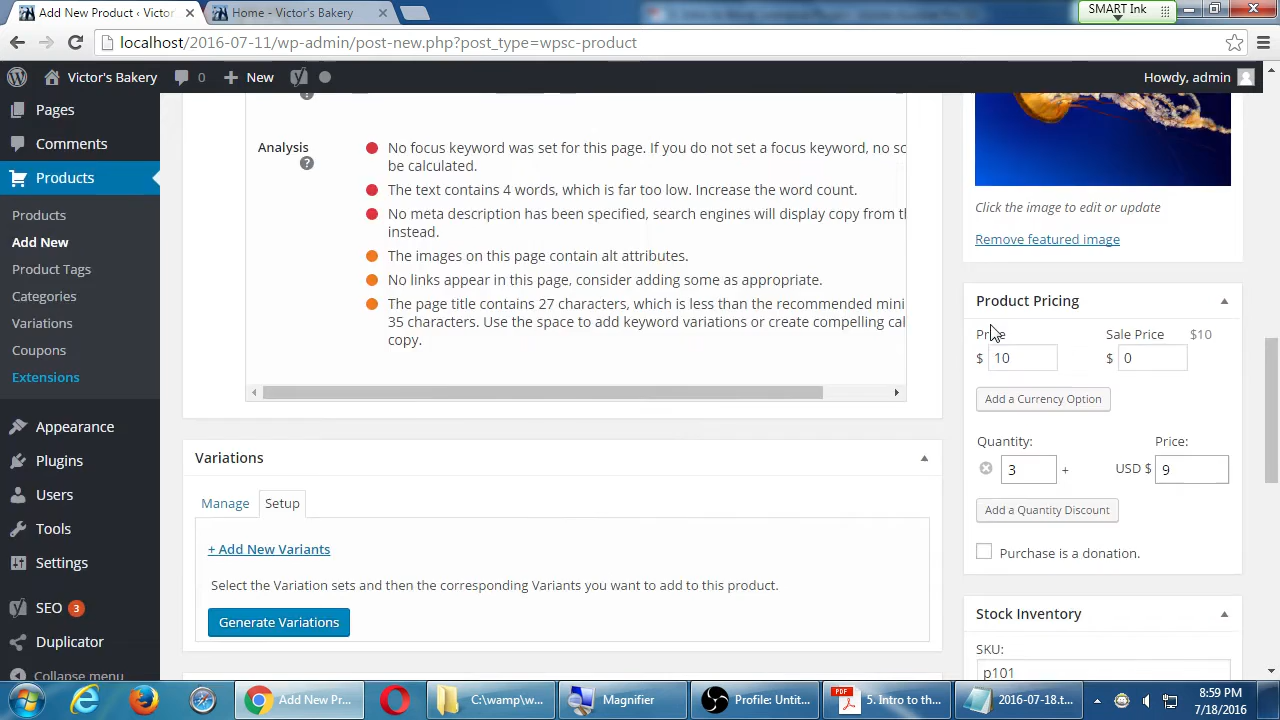 Add New Product ‹ Victor' ×
Home - Victor's Bakery ×
SMART Ink
localhost/2016-07-11/wp-admin/post-new.php?post_type=wpsc-product
Victor's Bakery 0 + New
Howdy, admin
Pages
Comments
Products
Products
Add New
Product Tags
Categories
Variations
Coupons
Extensions
Appearance
Plugins
Users
Tools
Settings
SEO 3
Duplicator
Collapse menu
Analysis
?
No focus keyword was set for this page. If you do not set a focus keyword, no sc
be calculated.
The text contains 4 words, which is far too low. Increase the word count.
No meta description has been specified, search engines will display copy from th
instead.
The images on this page contain alt attributes.
No links appear in this page, consider adding some as appropriate.
The page title contains 27 characters, which is less than the recommended mini
35 characters. Use the space to add keyword variations or create compelling cal
copy.
Variations
Manage Setup
+ Add New Variants
Select the Variation sets and then the corresponding Variants you want to add to this product.
Generate Variations
Click the image to edit or update
Remove featured image
Product Pricing
Price Sale Price $10
$ 10 $ 0
Add a Currency Option
Quantity: Price:
3 + USD $ 9
Add a Quantity Discount
Purchase is a donation.
Stock Inventory
SKU:
p101
Add New Pr...
C:\wamp\w...
Magnifier
Profile: Untit...
PDF
5. Intro to th...
2016-07-18.t...
8:59 PM
7/18/2016